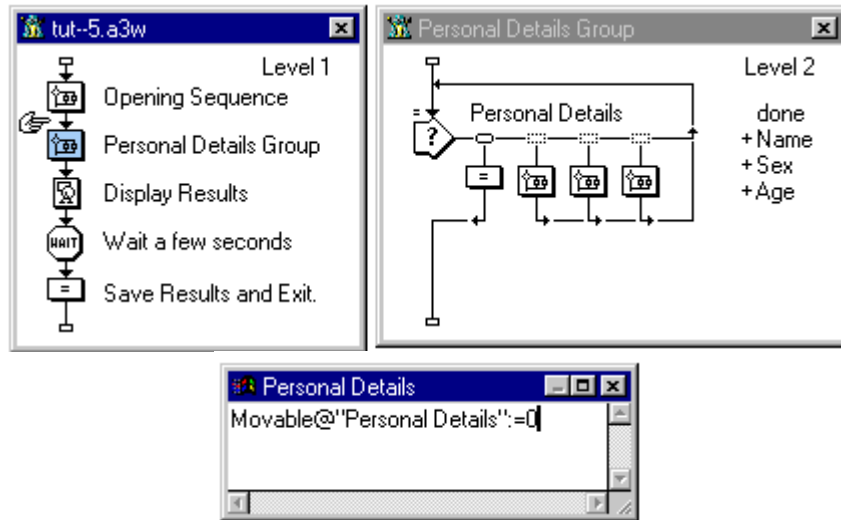 tut--5.a3w
Level 1
Opening Sequence
Personal Details Group
Display Results
WAIT
Wait a few seconds
=
Save Results and Exit.
Personal Details Group
Level 2
=
Personal Details
?
=
done
+Name
+Sex
+Age
Personal Details
Movable@"Personal Details":=0